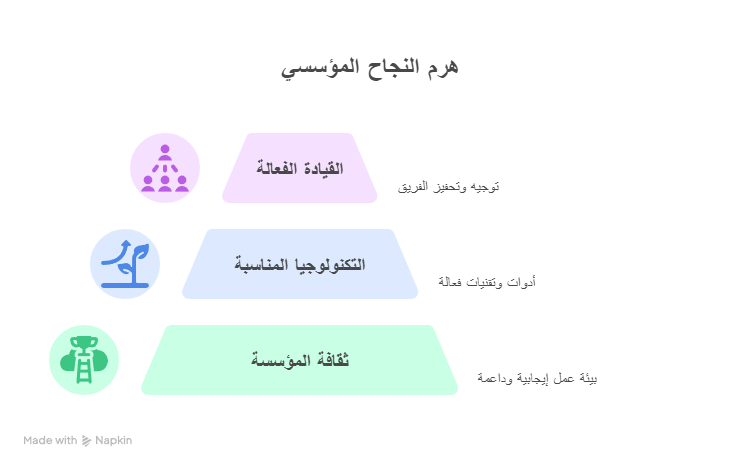 هرم النجاح المؤسسي
القيادة الفعالة
توجيه وتحفيز الفريق
التكنولوجيا المناسبة
أدوات وتقنيات فعالة
ثقافة المؤسسة
بيئة عمل إيجابية وداعمة
Made with Napkin